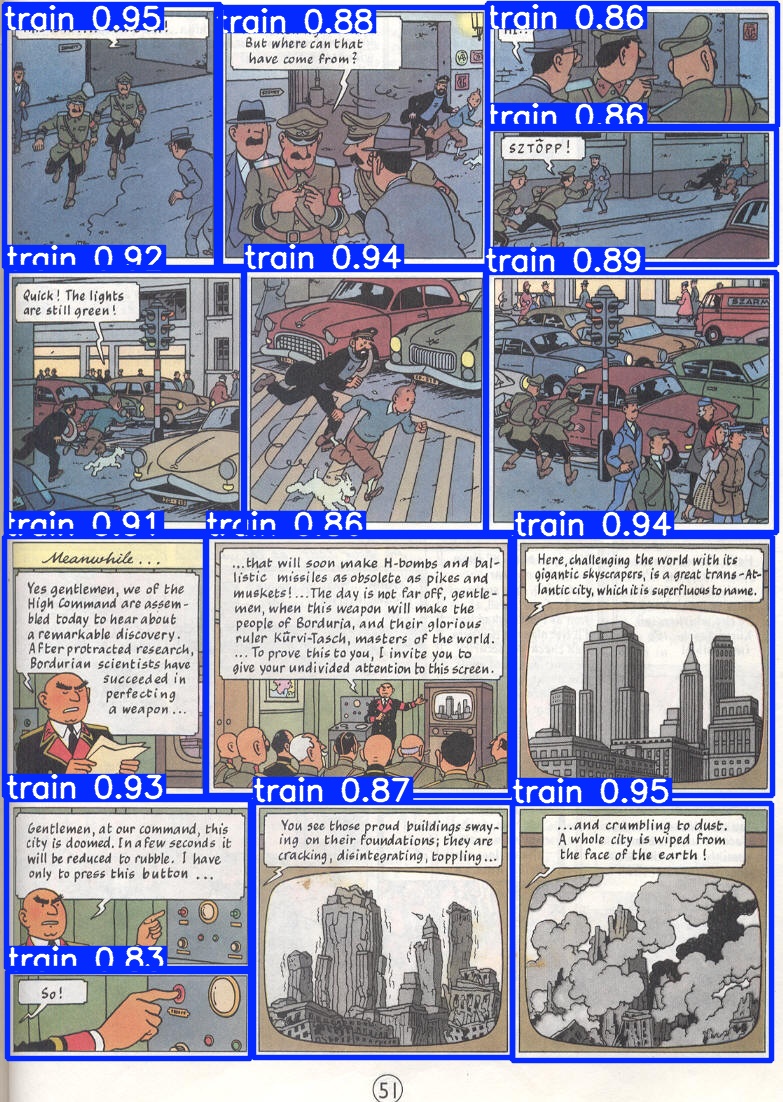 train 0.95
train 0.88
But where can that
have come from?
train 0.86
train 0.86
SZTÖPP!
train 0.92
Quick! The lights
are still green!
train 0.94
train 0.89
SZARM
train 0.91
Meanwhile...
Yes gentlemen, we of the
High Command are assem-
bled today to hear about
a remarkable discovery.
After protracted research,
Bordurian scientists have
succeeded in
perfecting
a weapon...
train 0.86
...that will soon make H-bombs and bal-
listic missiles as obsolete as pikes and
muskets!...The day is not far off, gentle-
men, when this weapon will make the
people of Borduria, and their glorious
ruler Kûrvi-Tasch, masters of the world.
... To prove this to you, I invite you to
give your undivided attention to this screen.
train 0.94
Here, challenging the world with its
gigantic skyscrapers, is a great trans-At-
lantic city, which it is superfluous to name.
train 0.93
Gentlemen, at our command, this
city is doomed. In a few seconds it
will be reduced to rubble. I have
only to press this button ...
train 0.83
So!
train 0.87
You see those proud buildings sway-
ing on their foundations; they are
cracking, disintegrating, toppling...
train 0.95
...and crumbling to dust.
A whole city is wiped from
the face of the earth!
51